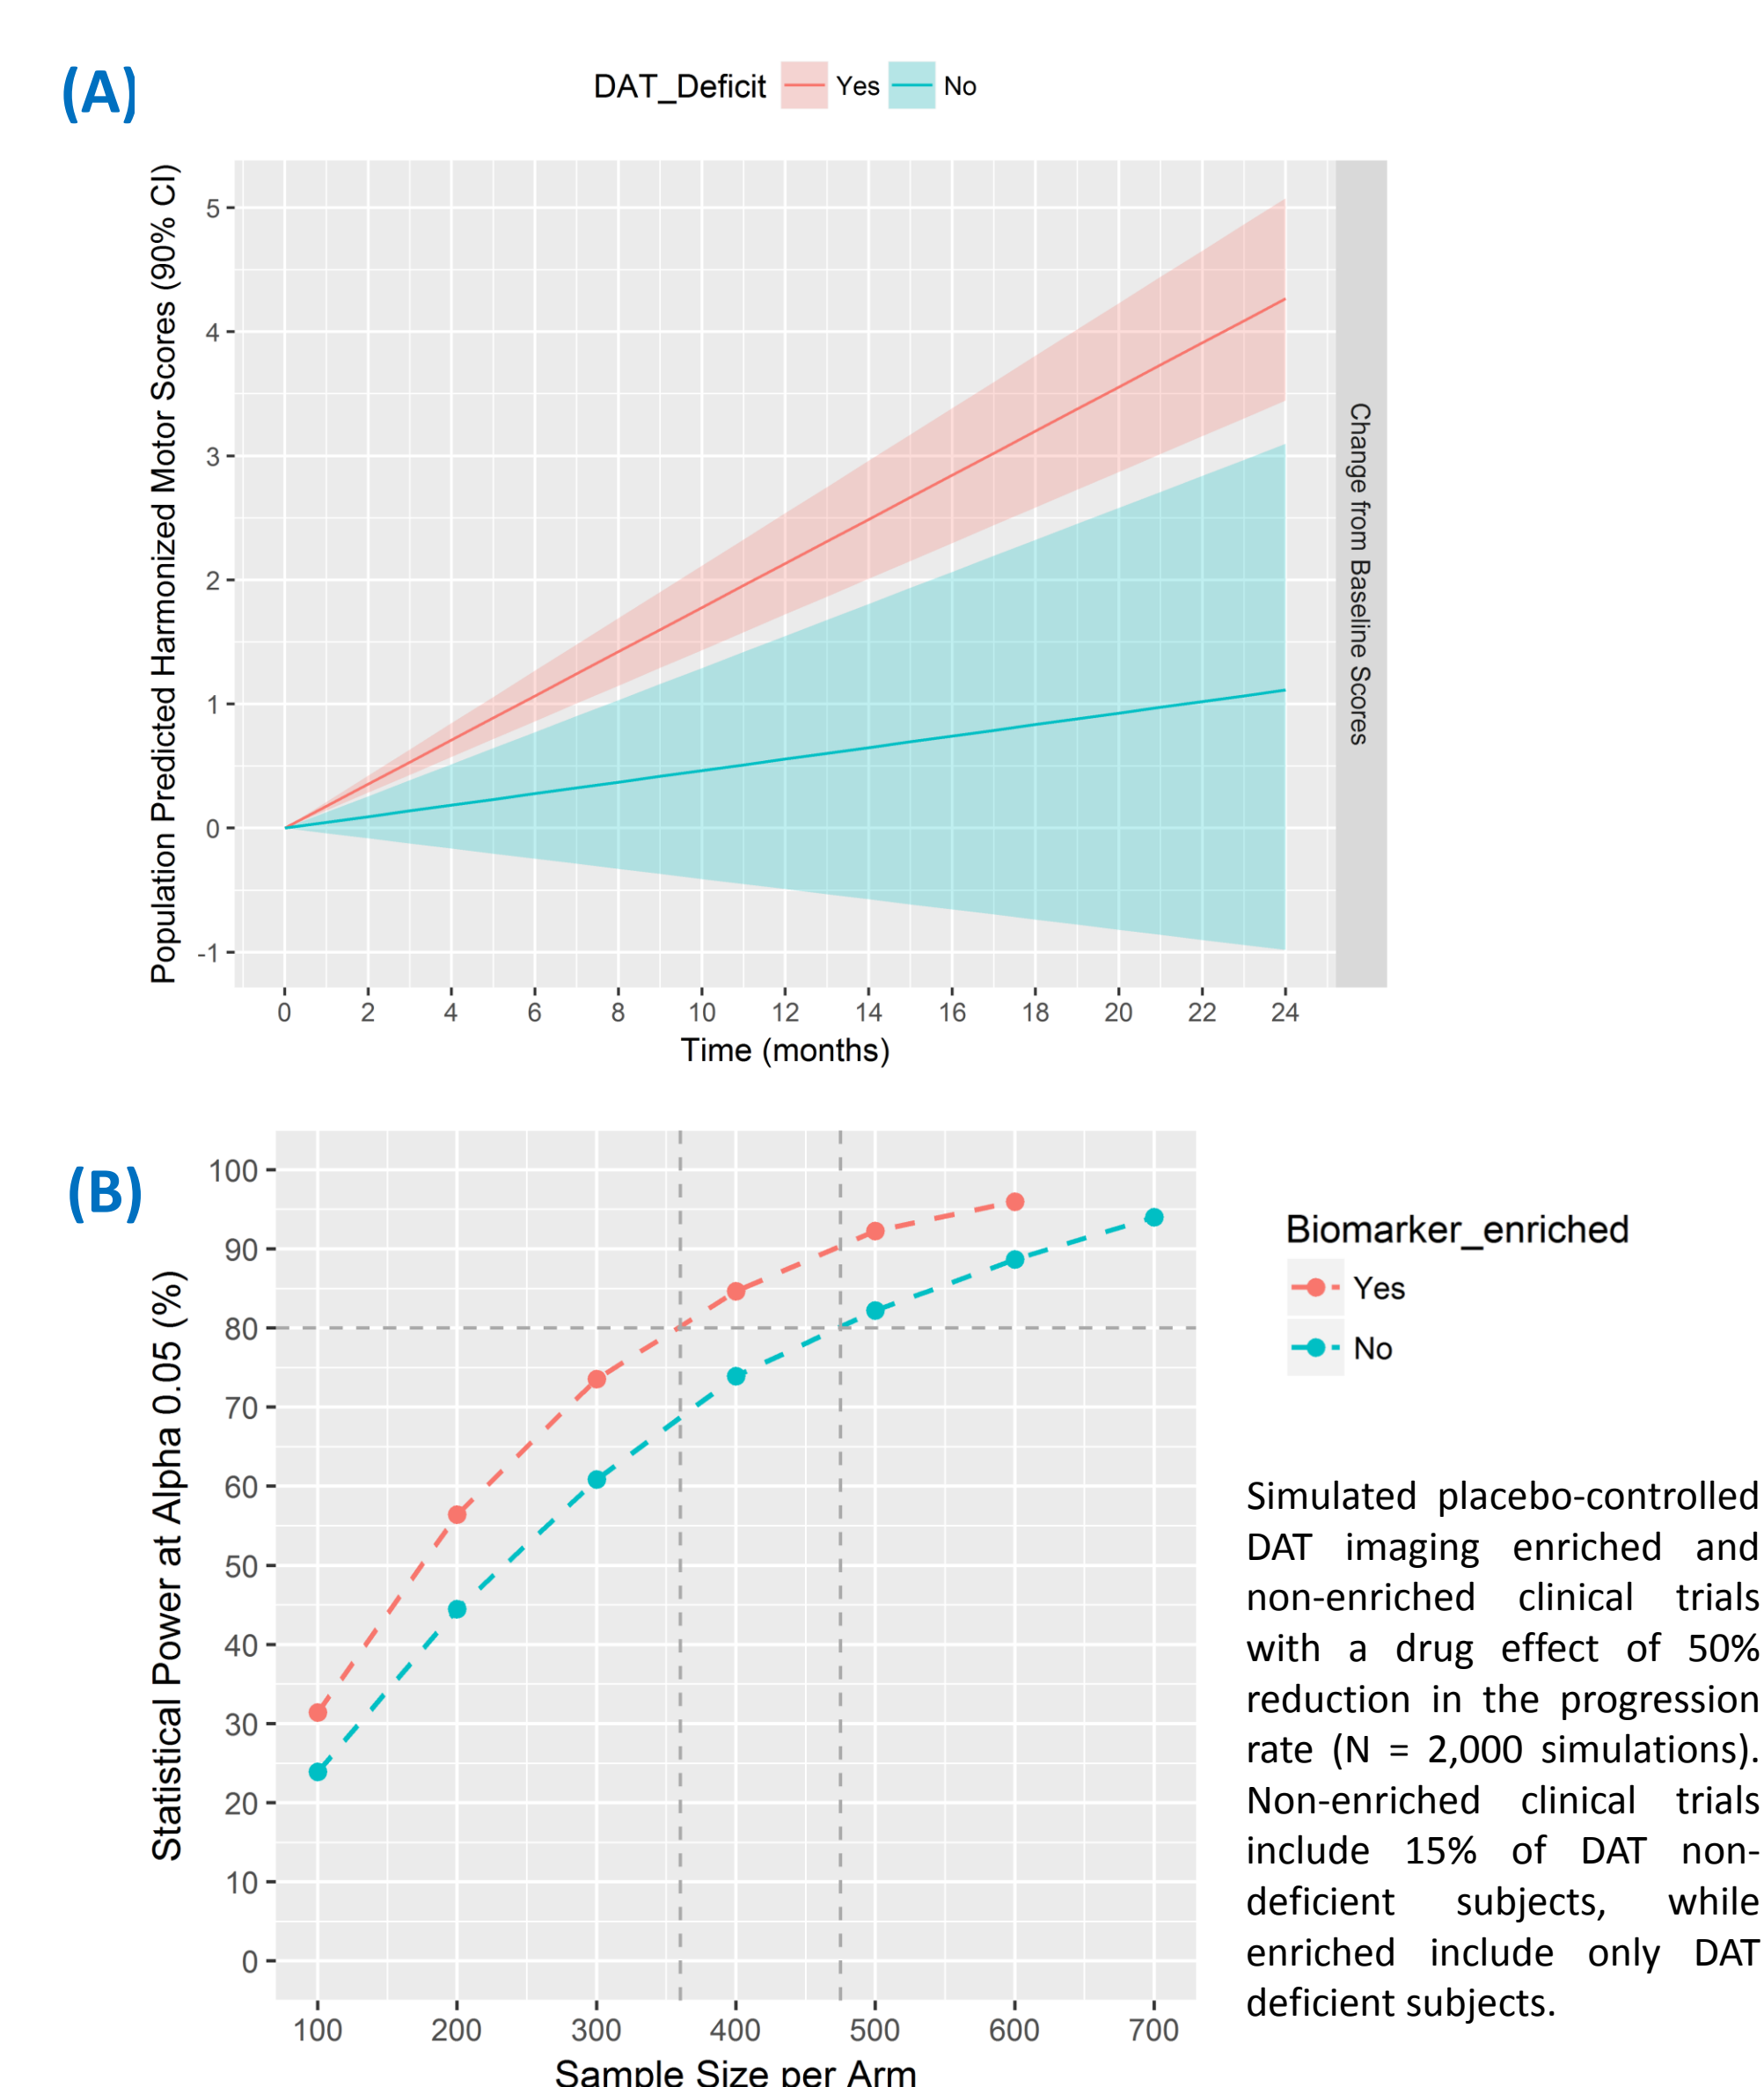 (A)
DAT_Deficit Yes No
Population Predicted Harmonized Motor Scores (90% CI)
5
4
3
2
1
0
-1
Change from Baseline Scores
0 2 4 6 8 10 12 14 16 18 20 22 24
Time (months)
(B)
Statistical Power at Alpha 0.05 (%)
100
90
80
70
60
50
40
30
20
10
0
100 200 300 400 500 600 700
Sample Size per Arm
Biomarker_enriched
Yes
No
Simulated placebo-controlled
DAT imaging enriched and
non-enriched clinical trials
with a drug effect of 50%
reduction in the progression
rate (N = 2,000 simulations).
Non-enriched clinical trials
include 15% of DAT non-
deficient subjects, while
enriched include only DAT
deficient subjects.